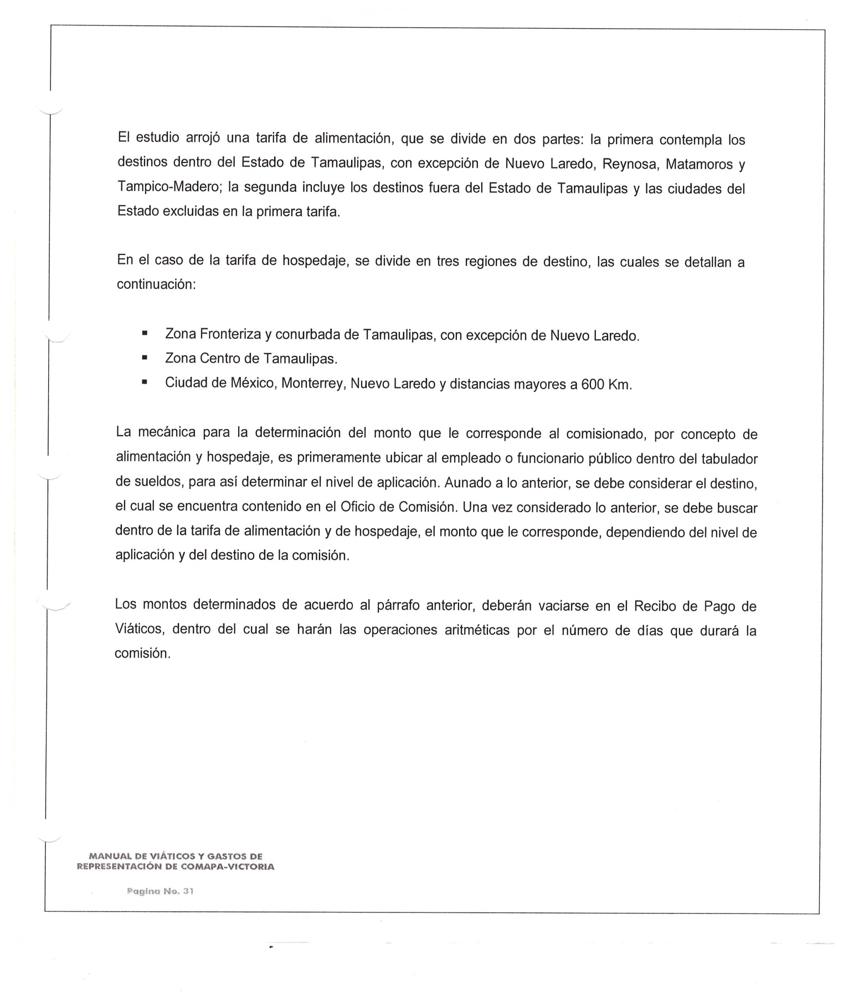 El estudio arrojó una tarifa de alimentación, que se divide en dos partes: la primera contempla los
destinos dentro del Estado de Tamaulipas, con excepción de Nuevo Laredo, Reynosa, Matamoros y
Tampico-Madero; la segunda incluye los destinos fuera del Estado de Tamaulipas y las ciudades del
Estado excluidas en la primera tarifa.
En el caso de la tarifa de hospedaje, se divide en tres regiones de destino, las cuales se detallan a
continuación:
▪ Zona Fronteriza y conurbada de Tamaulipas, con excepción de Nuevo Laredo.
▪ Zona Centro de Tamaulipas.
▪ Ciudad de México, Monterrey, Nuevo Laredo y distancias mayores a 600 Km.
La mecánica para la determinación del monto que le corresponde al comisionado, por concepto de
alimentación y hospedaje, es primeramente ubicar al empleado o funcionario público dentro del tabulador
de sueldos, para así determinar el nivel de aplicación. Aunado a lo anterior, se debe considerar el destino,
el cual se encuentra contenido en el Oficio de Comisión. Una vez considerado lo anterior, se debe buscar
dentro de la tarifa de alimentación y de hospedaje, el monto que le corresponde, dependiendo del nivel de
aplicación y del destino de la comisión.
Los montos determinados de acuerdo al párrafo anterior, deberán vaciarse en el Recibo de Pago de
Viáticos, dentro del cual se harán las operaciones aritméticas por el número de días que durará la
comisión.
MANUAL DE VIÁTICOS Y GASTOS DE
REPRESENTACIÓN DE COMAPA-VICTORIA
Pagina No. 31